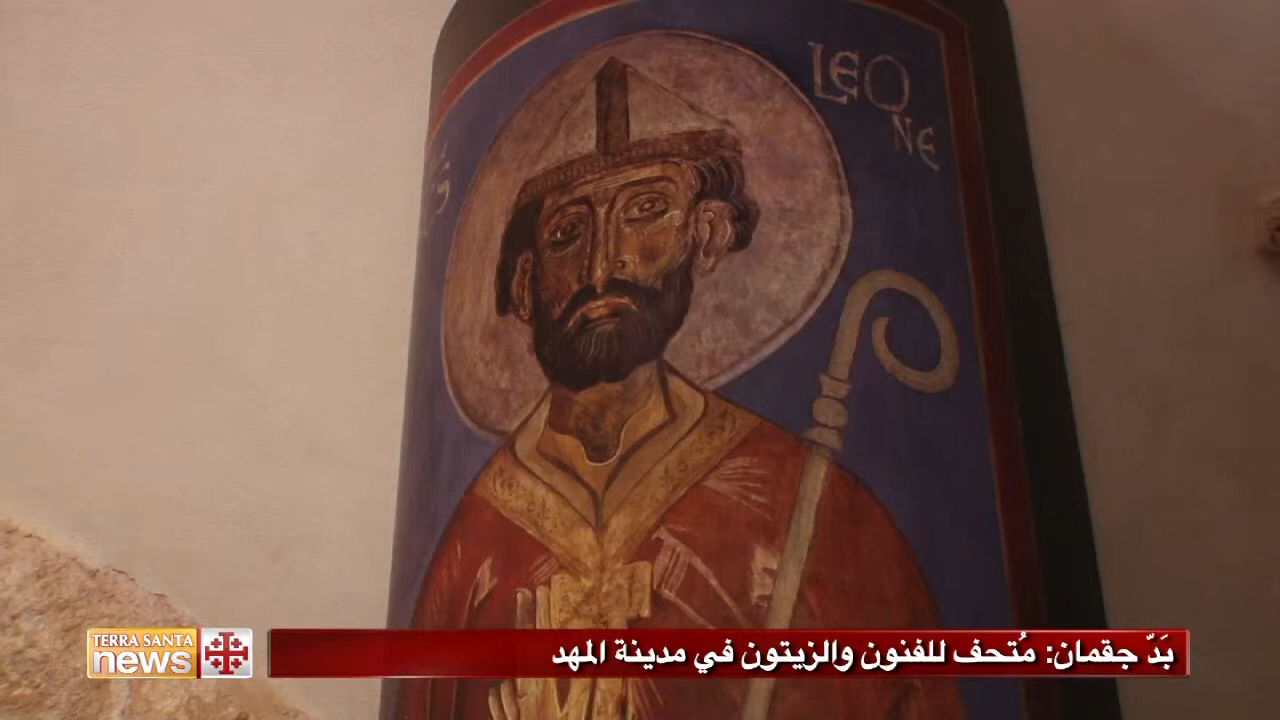 LEO
NE
TERRA SANTA
news
بَدّ جقمان: مُتحف للفنون والزيتون في مدينة المهد